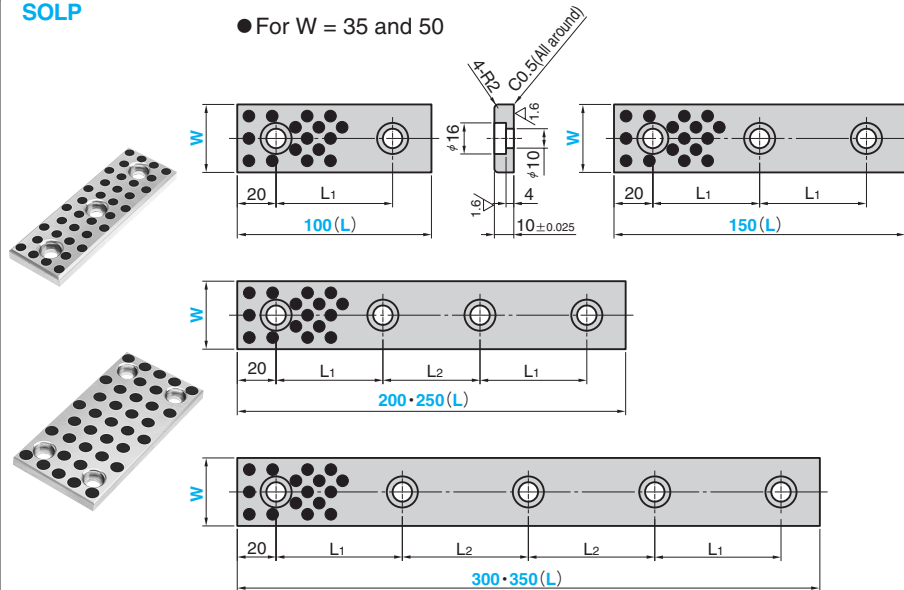 SOLP
●For W = 35 and 50
W
20
L1
100(L)
4-R2
C0.5(All around)
1.6
φ16
φ10
1.6
4
10±0.025
W
20
L1
L1
150(L)
W
20
L1
L2
L1
200・250(L)
W
20
L1
L2
L2
L1
300・350(L)